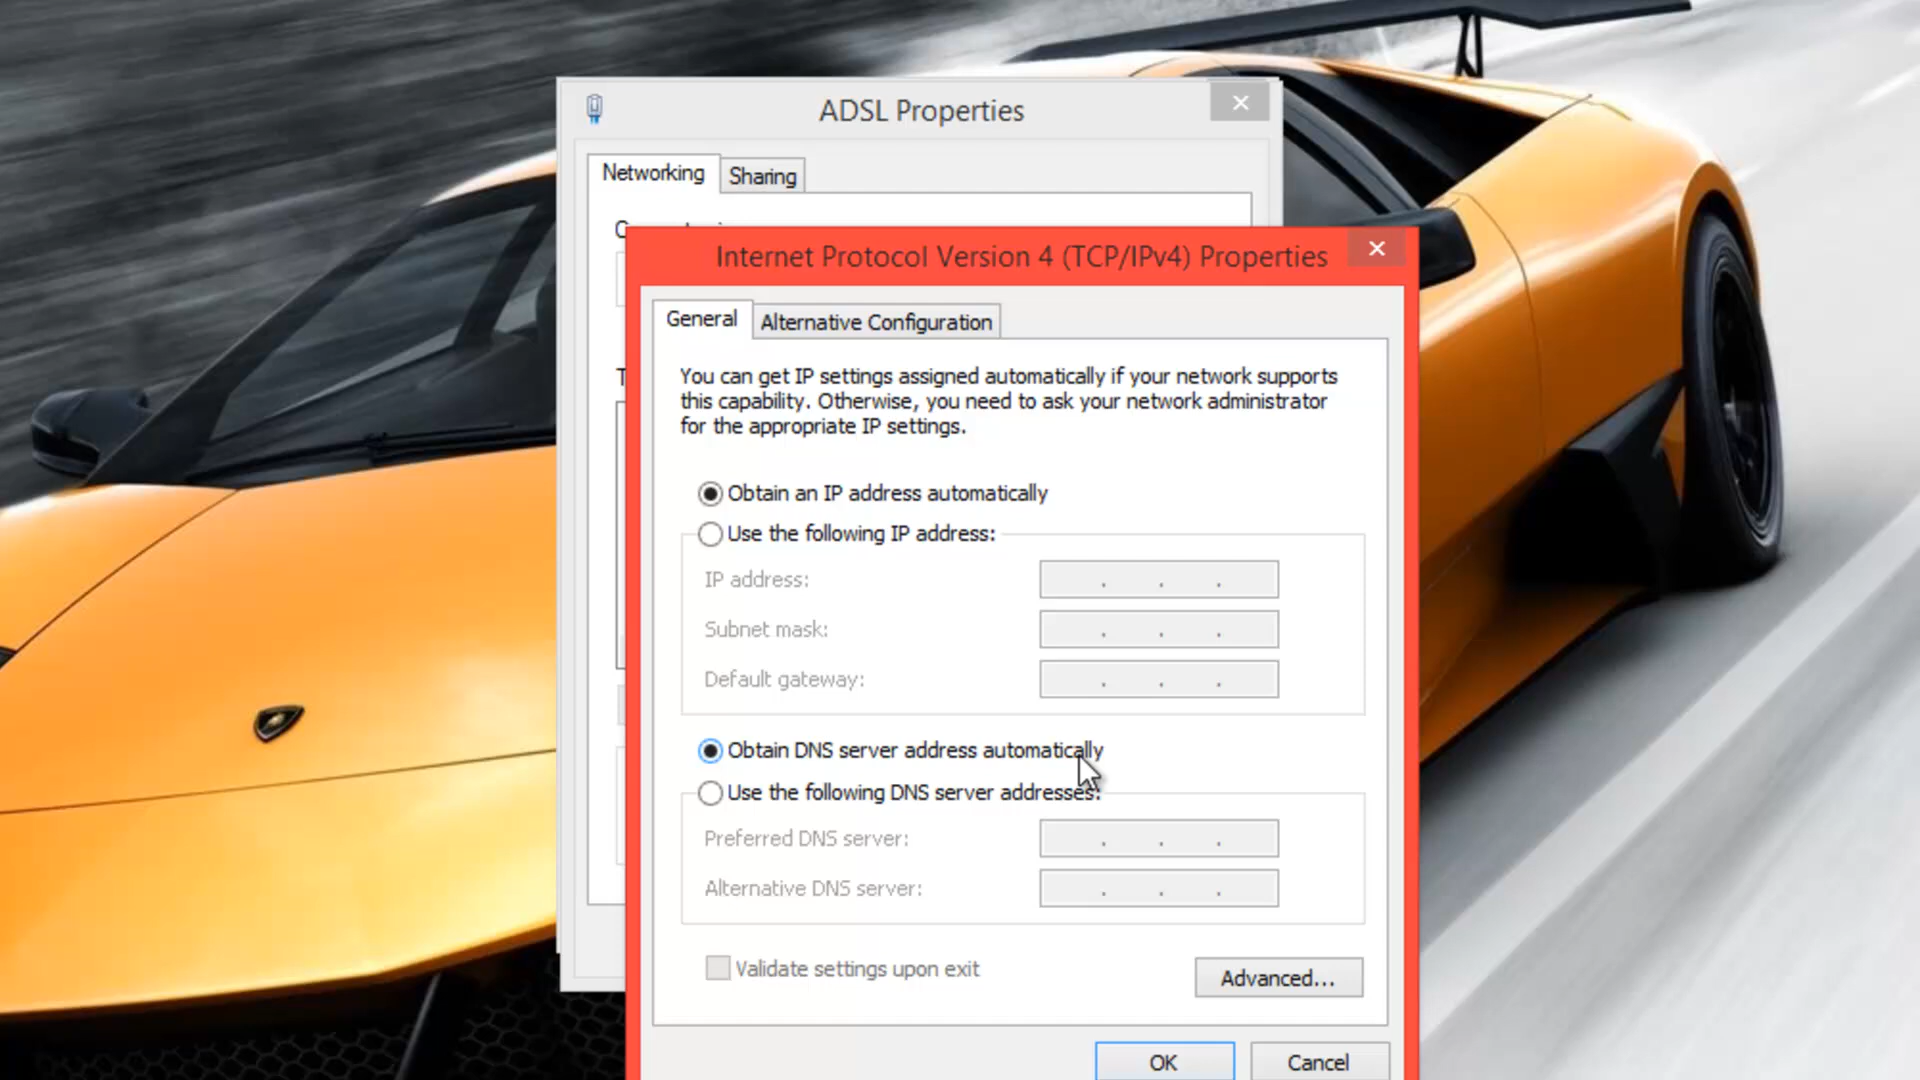 ADSL Properties
Networking
Sharing
Internet Protocol Version 4 (TCP/IPv4) Properties
General
Alternative Configuration
You can get IP settings assigned automatically if your network supports
this capability. Otherwise, you need to ask your network administrator
for the appropriate IP settings.
Obtain an IP address automatically
Use the following IP address:
IP address:
Subnet mask:
Default gateway:
Obtain DNS server address automatically
Use the following DNS server addresses:
Preferred DNS server:
Alternative DNS server:
Validate settings upon exit
Advanced...
OK
Cancel